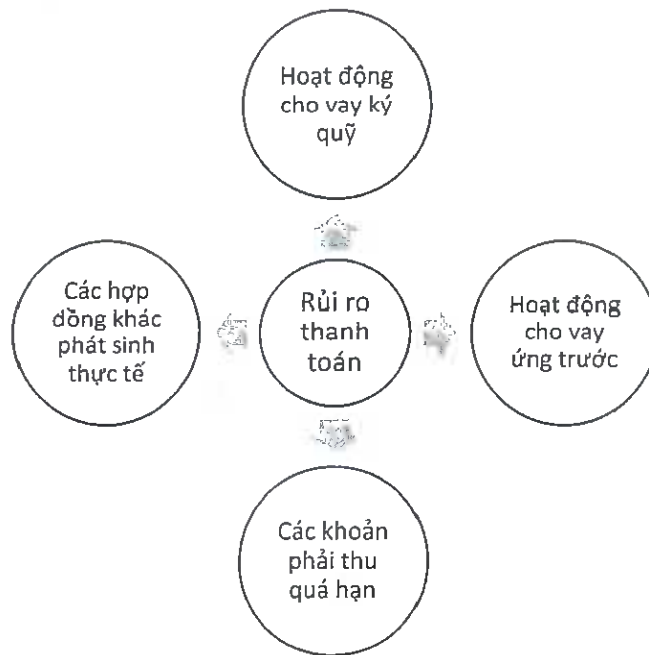 Hoạt động
cho vay ký
quỹ
Các hợp
đồng khác
phát sinh
thực tế
Rủi ro
thanh
toán
Hoạt động
cho vay
ứng trước
Các khoản
phải thu
quá hạn